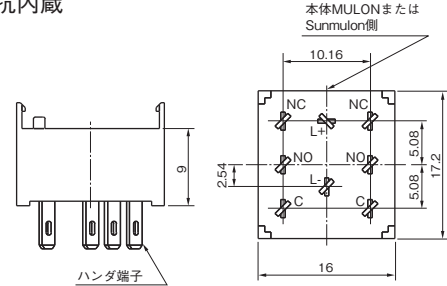 抗内蔵
本体MULONまたは
Sunmulon側
10.16
NC
NC
L+
NO
NO
L-
C
C
9
2.54
5.08
5.08
17.2
16
ハンダ端子